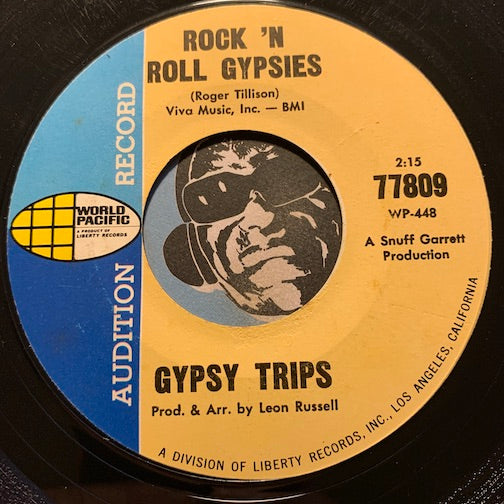 ROCK 'N
ROLL GYPSIES
(Roger Tillison)
Viva Music, Inc. — BMI
AUDITION RECORD
WORLD
PACIFIC
A PRODUCT OF
LIBERTY RECORDS
2:15
77809
WP-448
A Snuff Garrett
Production
GYPSY TRIPS
Prod. & Arr. by Leon Russell
A DIVISION OF LIBERTY RECORDS, INC., LOS ANGELES, CALIFORNIA